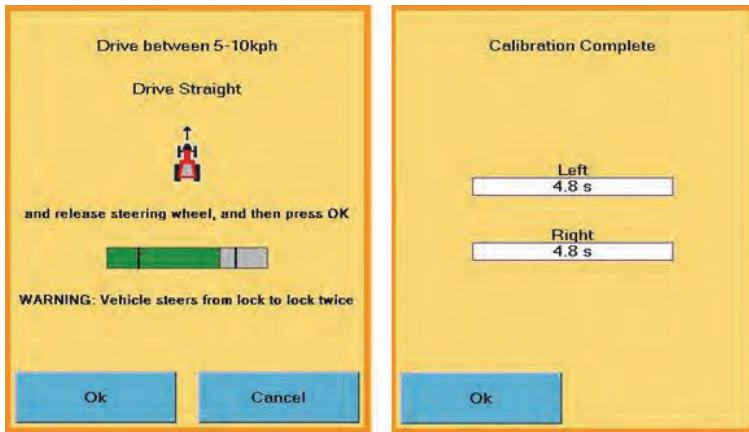 Drive between 5-10kph
Drive Straight
and release steering wheel, and then press OK
WARNING: Vehicle steers from lock to lock twice
Ok
Cancel
Calibration Complete
Left
4.8 s
Right
4.8 s
Ok